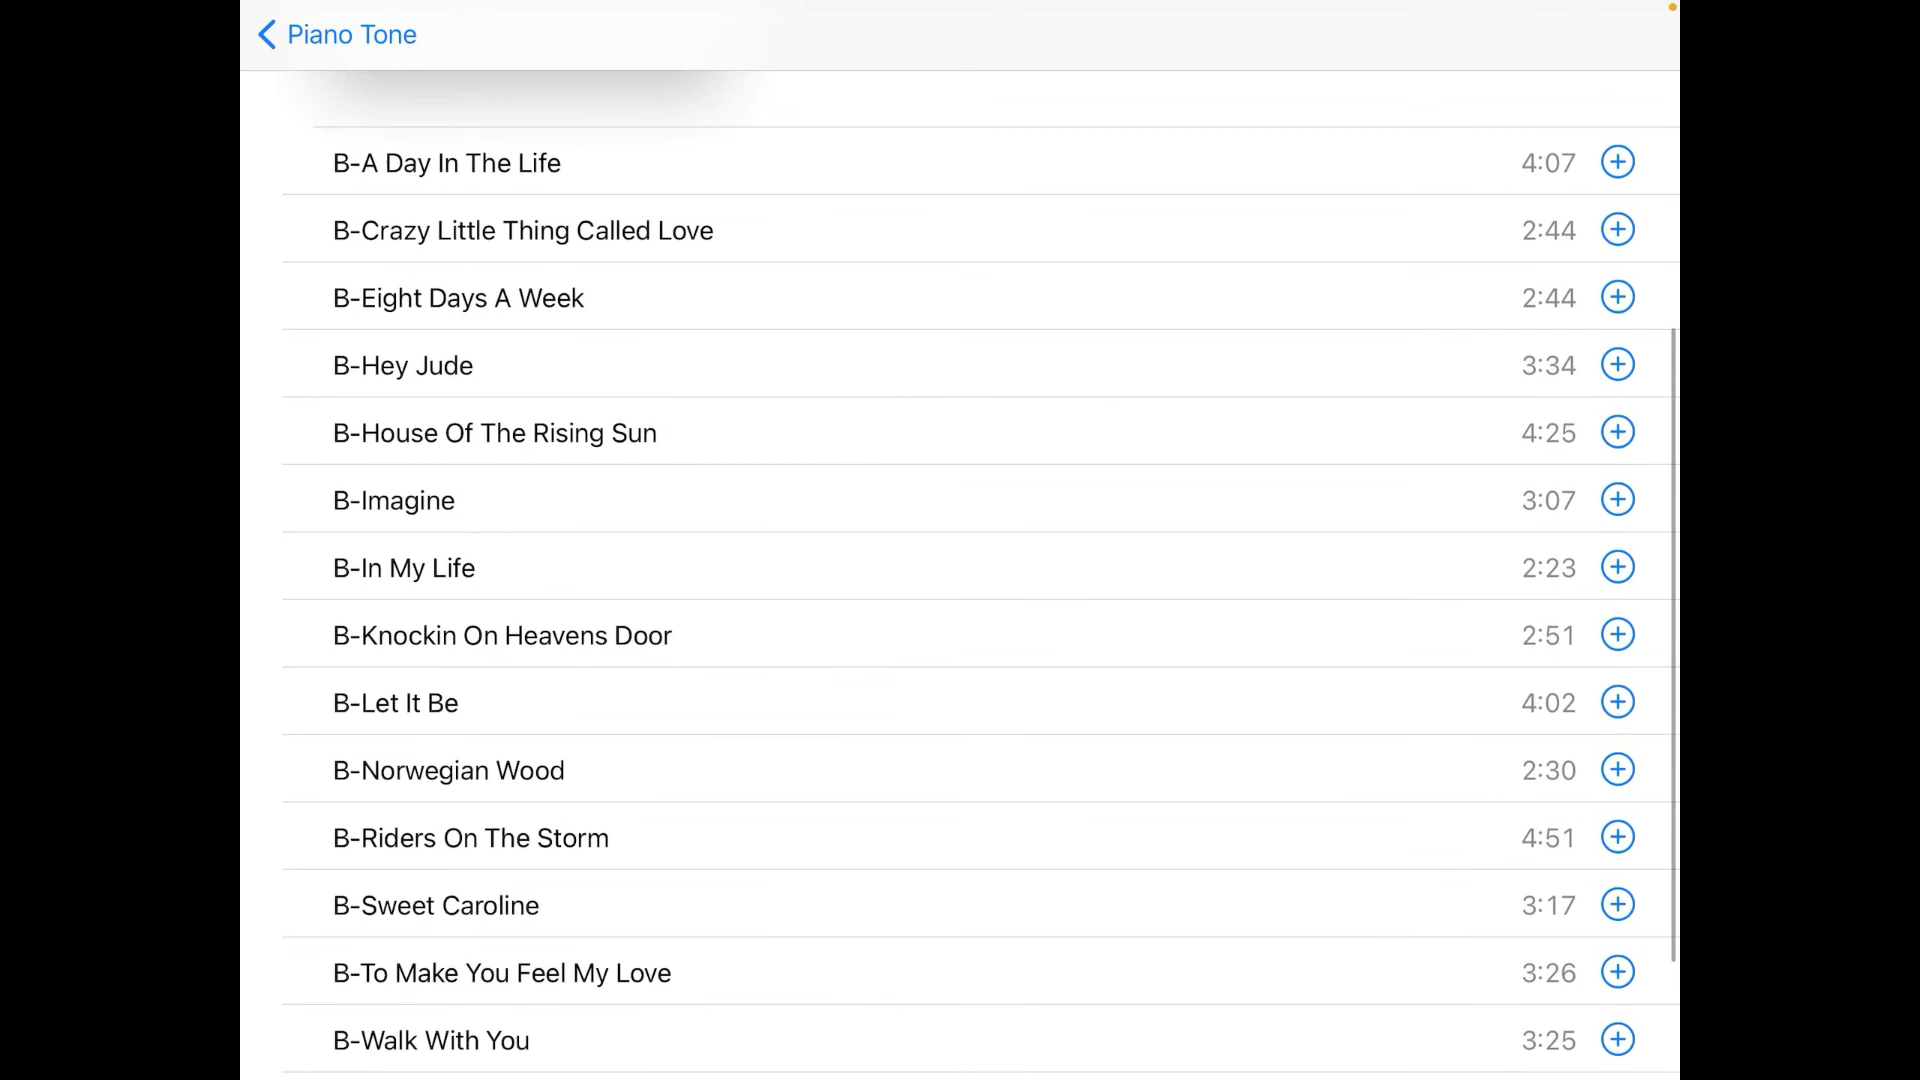 Piano Tone
B-A Day In The Life 4:07
B-Crazy Little Thing Called Love 2:44
B-Eight Days A Week 2:44
B-Hey Jude 3:34
B-House Of The Rising Sun 4:25
B-Imagine 3:07
B-In My Life 2:23
B-Knockin On Heavens Door 2:51
B-Let It Be 4:02
B-Norwegian Wood 2:30
B-Riders On The Storm 4:51
B-Sweet Caroline 3:17
B-To Make You Feel My Love 3:26
B-Walk With You 3:25